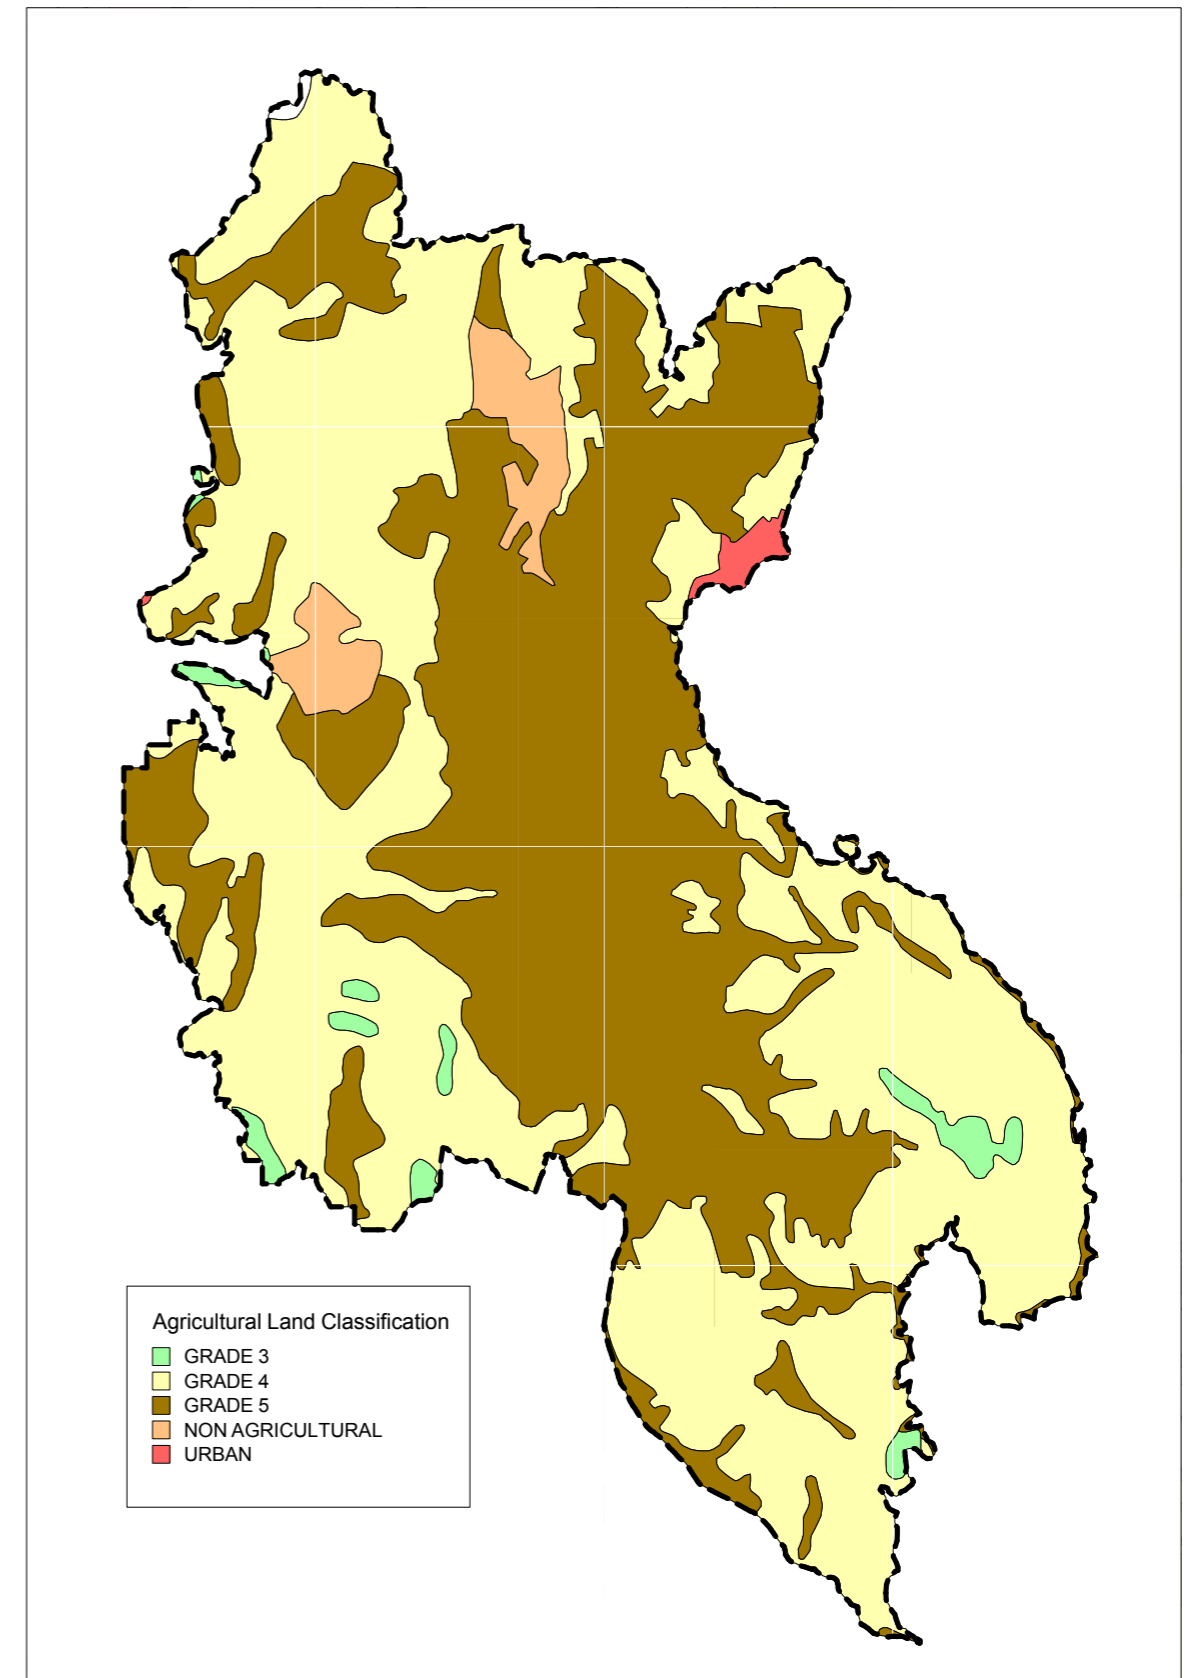 Agricultural Land Classification
GRADE 3
GRADE 4
GRADE 5
NON AGRICULTURAL
URBAN